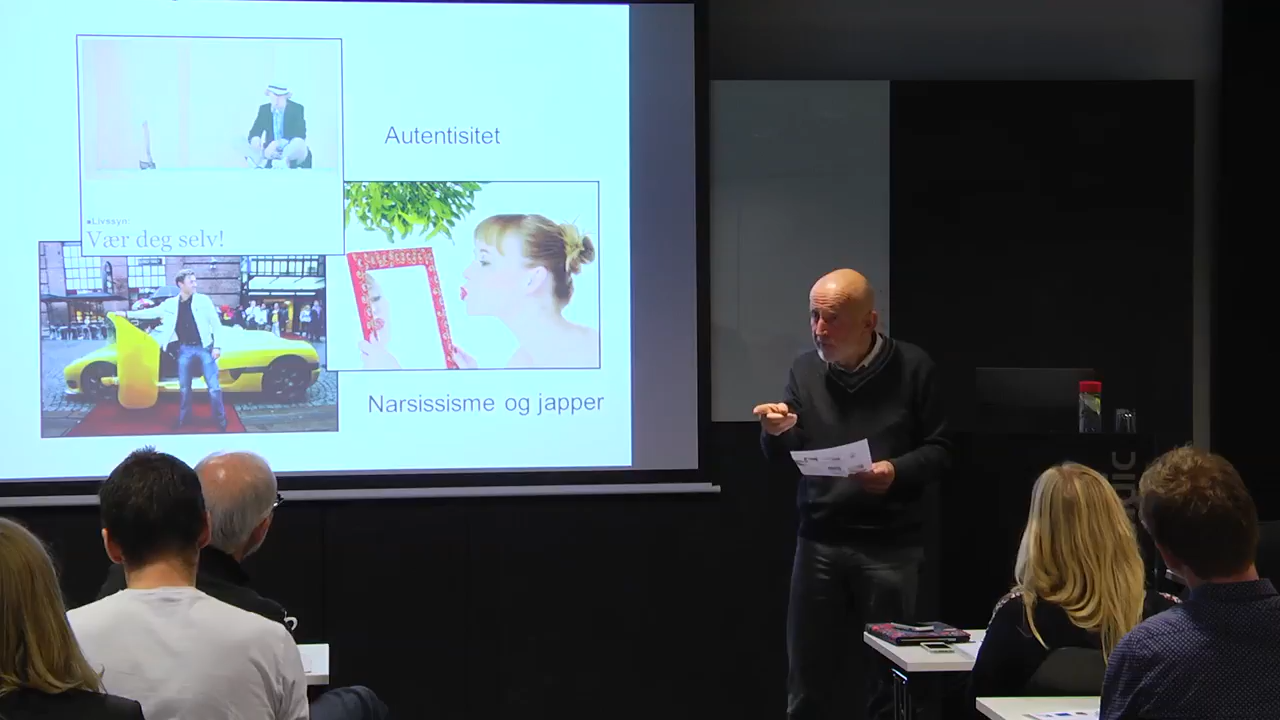 Autentisitet
▪Livssyn:
Vær deg selv!
Narsissisme og japper